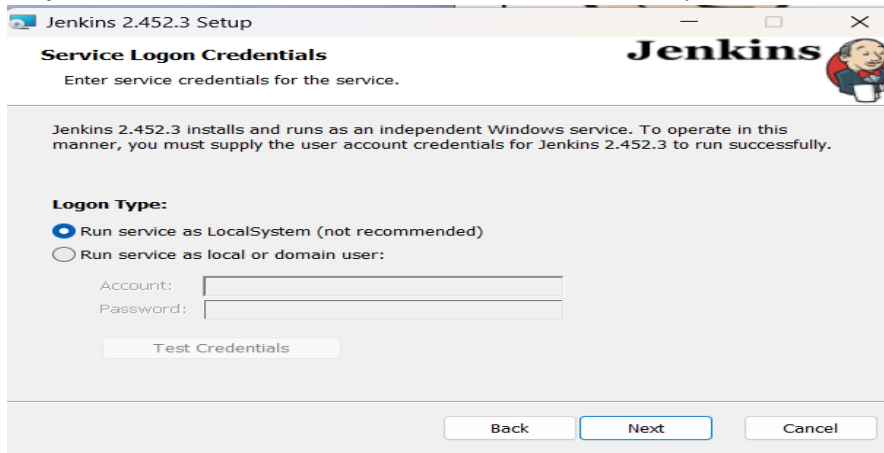 Jenkins 2.452.3 Setup
Service Logon Credentials
Jenkins
Enter service credentials for the service.
Jenkins 2.452.3 installs and runs as an independent Windows service. To operate in this
manner, you must supply the user account credentials for Jenkins 2.452.3 to run successfully.
Logon Type:
Run service as LocalSystem (not recommended)
Run service as local or domain user:
Account:
Password:
Test Credentials
Back Next Cancel